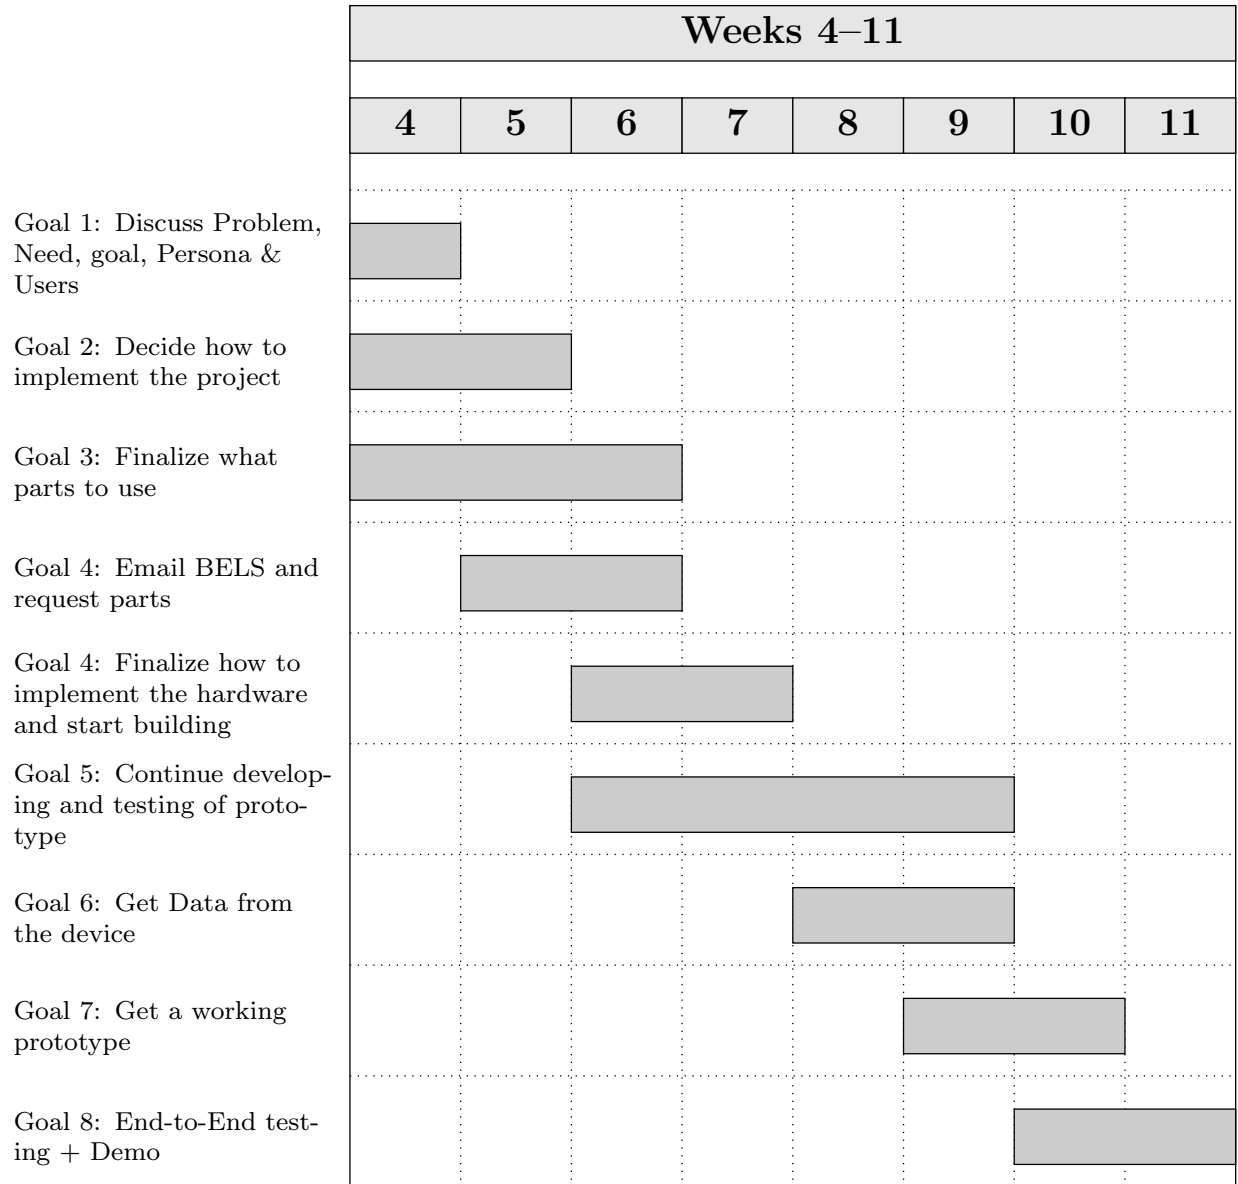 Weeks 4–11
4 5 6 7 8 9 10 11
Goal 1: Discuss Problem,
Need, goal, Persona &
Users
Goal 2: Decide how to
implement the project
Goal 3: Finalize what
parts to use
Goal 4: Email BELS and
request parts
Goal 4: Finalize how to
implement the hardware
and start building
Goal 5: Continue develop-
ing and testing of proto-
type
Goal 6: Get Data from
the device
Goal 7: Get a working
prototype
Goal 8: End-to-End test-
ing + Demo